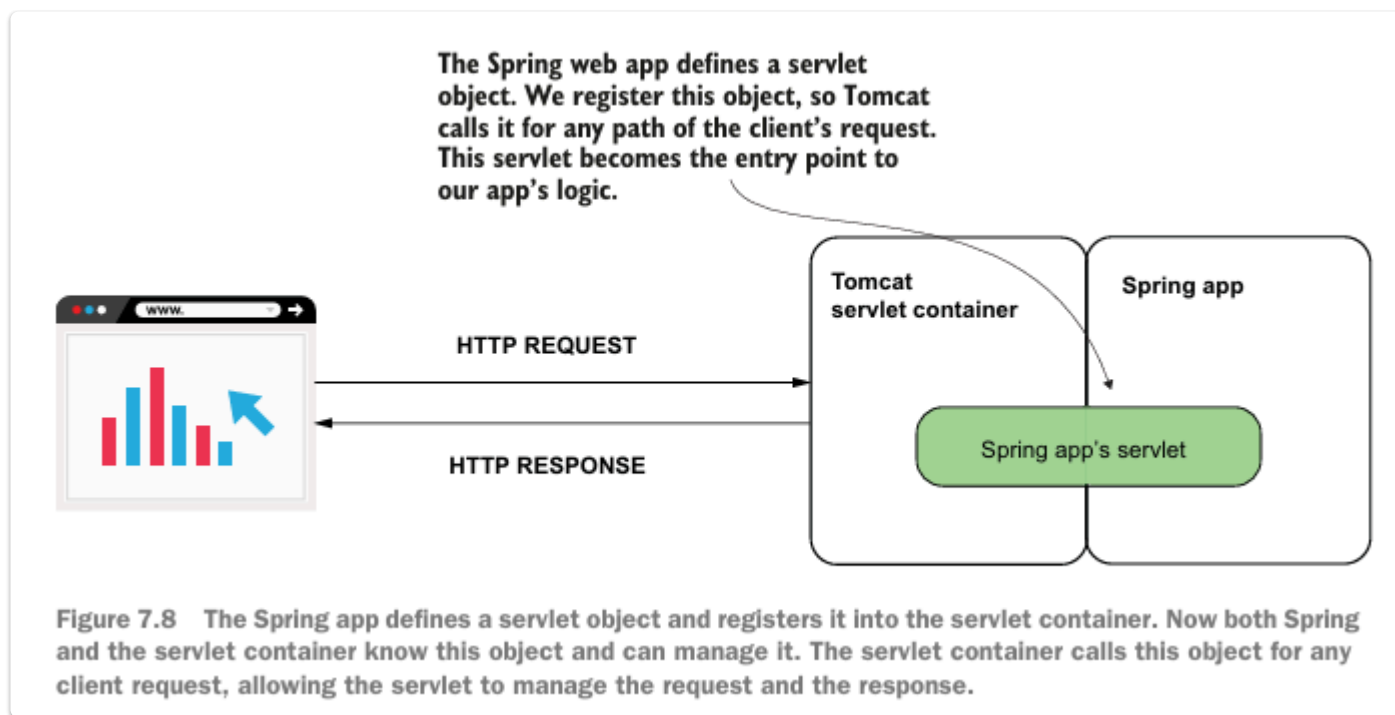 The Spring web app defines a servlet
object. We register this object, so Tomcat
calls it for any path of the client's request.
This servlet becomes the entry point to
our app's logic.
Tomcat
servlet container
Spring app
www.
HTTP REQUEST
HTTP RESPONSE
Spring app's servlet
Figure 7.8 The Spring app defines a servlet object and registers it into the servlet container. Now both Spring
and the servlet container know this object and can manage it. The servlet container calls this object for any
client request, allowing the servlet to manage the request and the response.